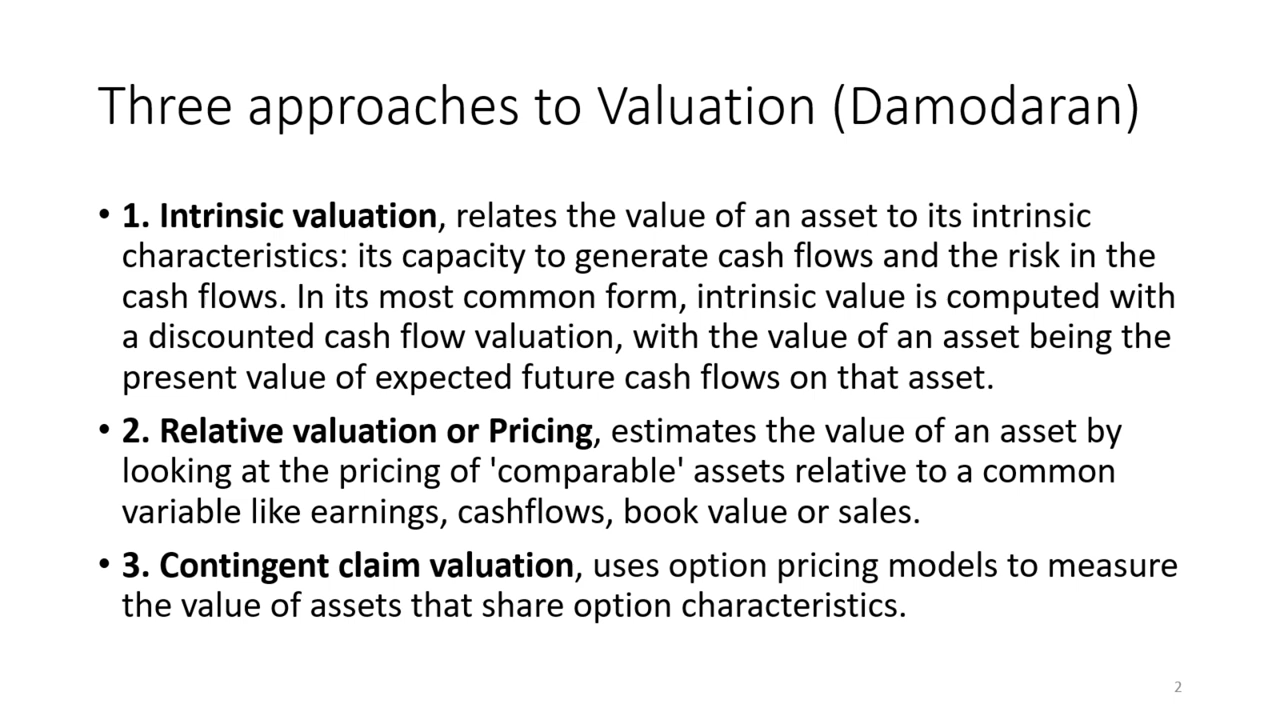 Three approaches to Valuation (Damodaran)
• 1. Intrinsic valuation, relates the value of an asset to its intrinsic
characteristics: its capacity to generate cash flows and the risk in the
cash flows. In its most common form, intrinsic value is computed with
a discounted cash flow valuation, with the value of an asset being the
present value of expected future cash flows on that asset.
• 2. Relative valuation or Pricing, estimates the value of an asset by
looking at the pricing of 'comparable' assets relative to a common
variable like earnings, cashflows, book value or sales.
• 3. Contingent claim valuation, uses option pricing models to measure
the value of assets that share option characteristics.
2